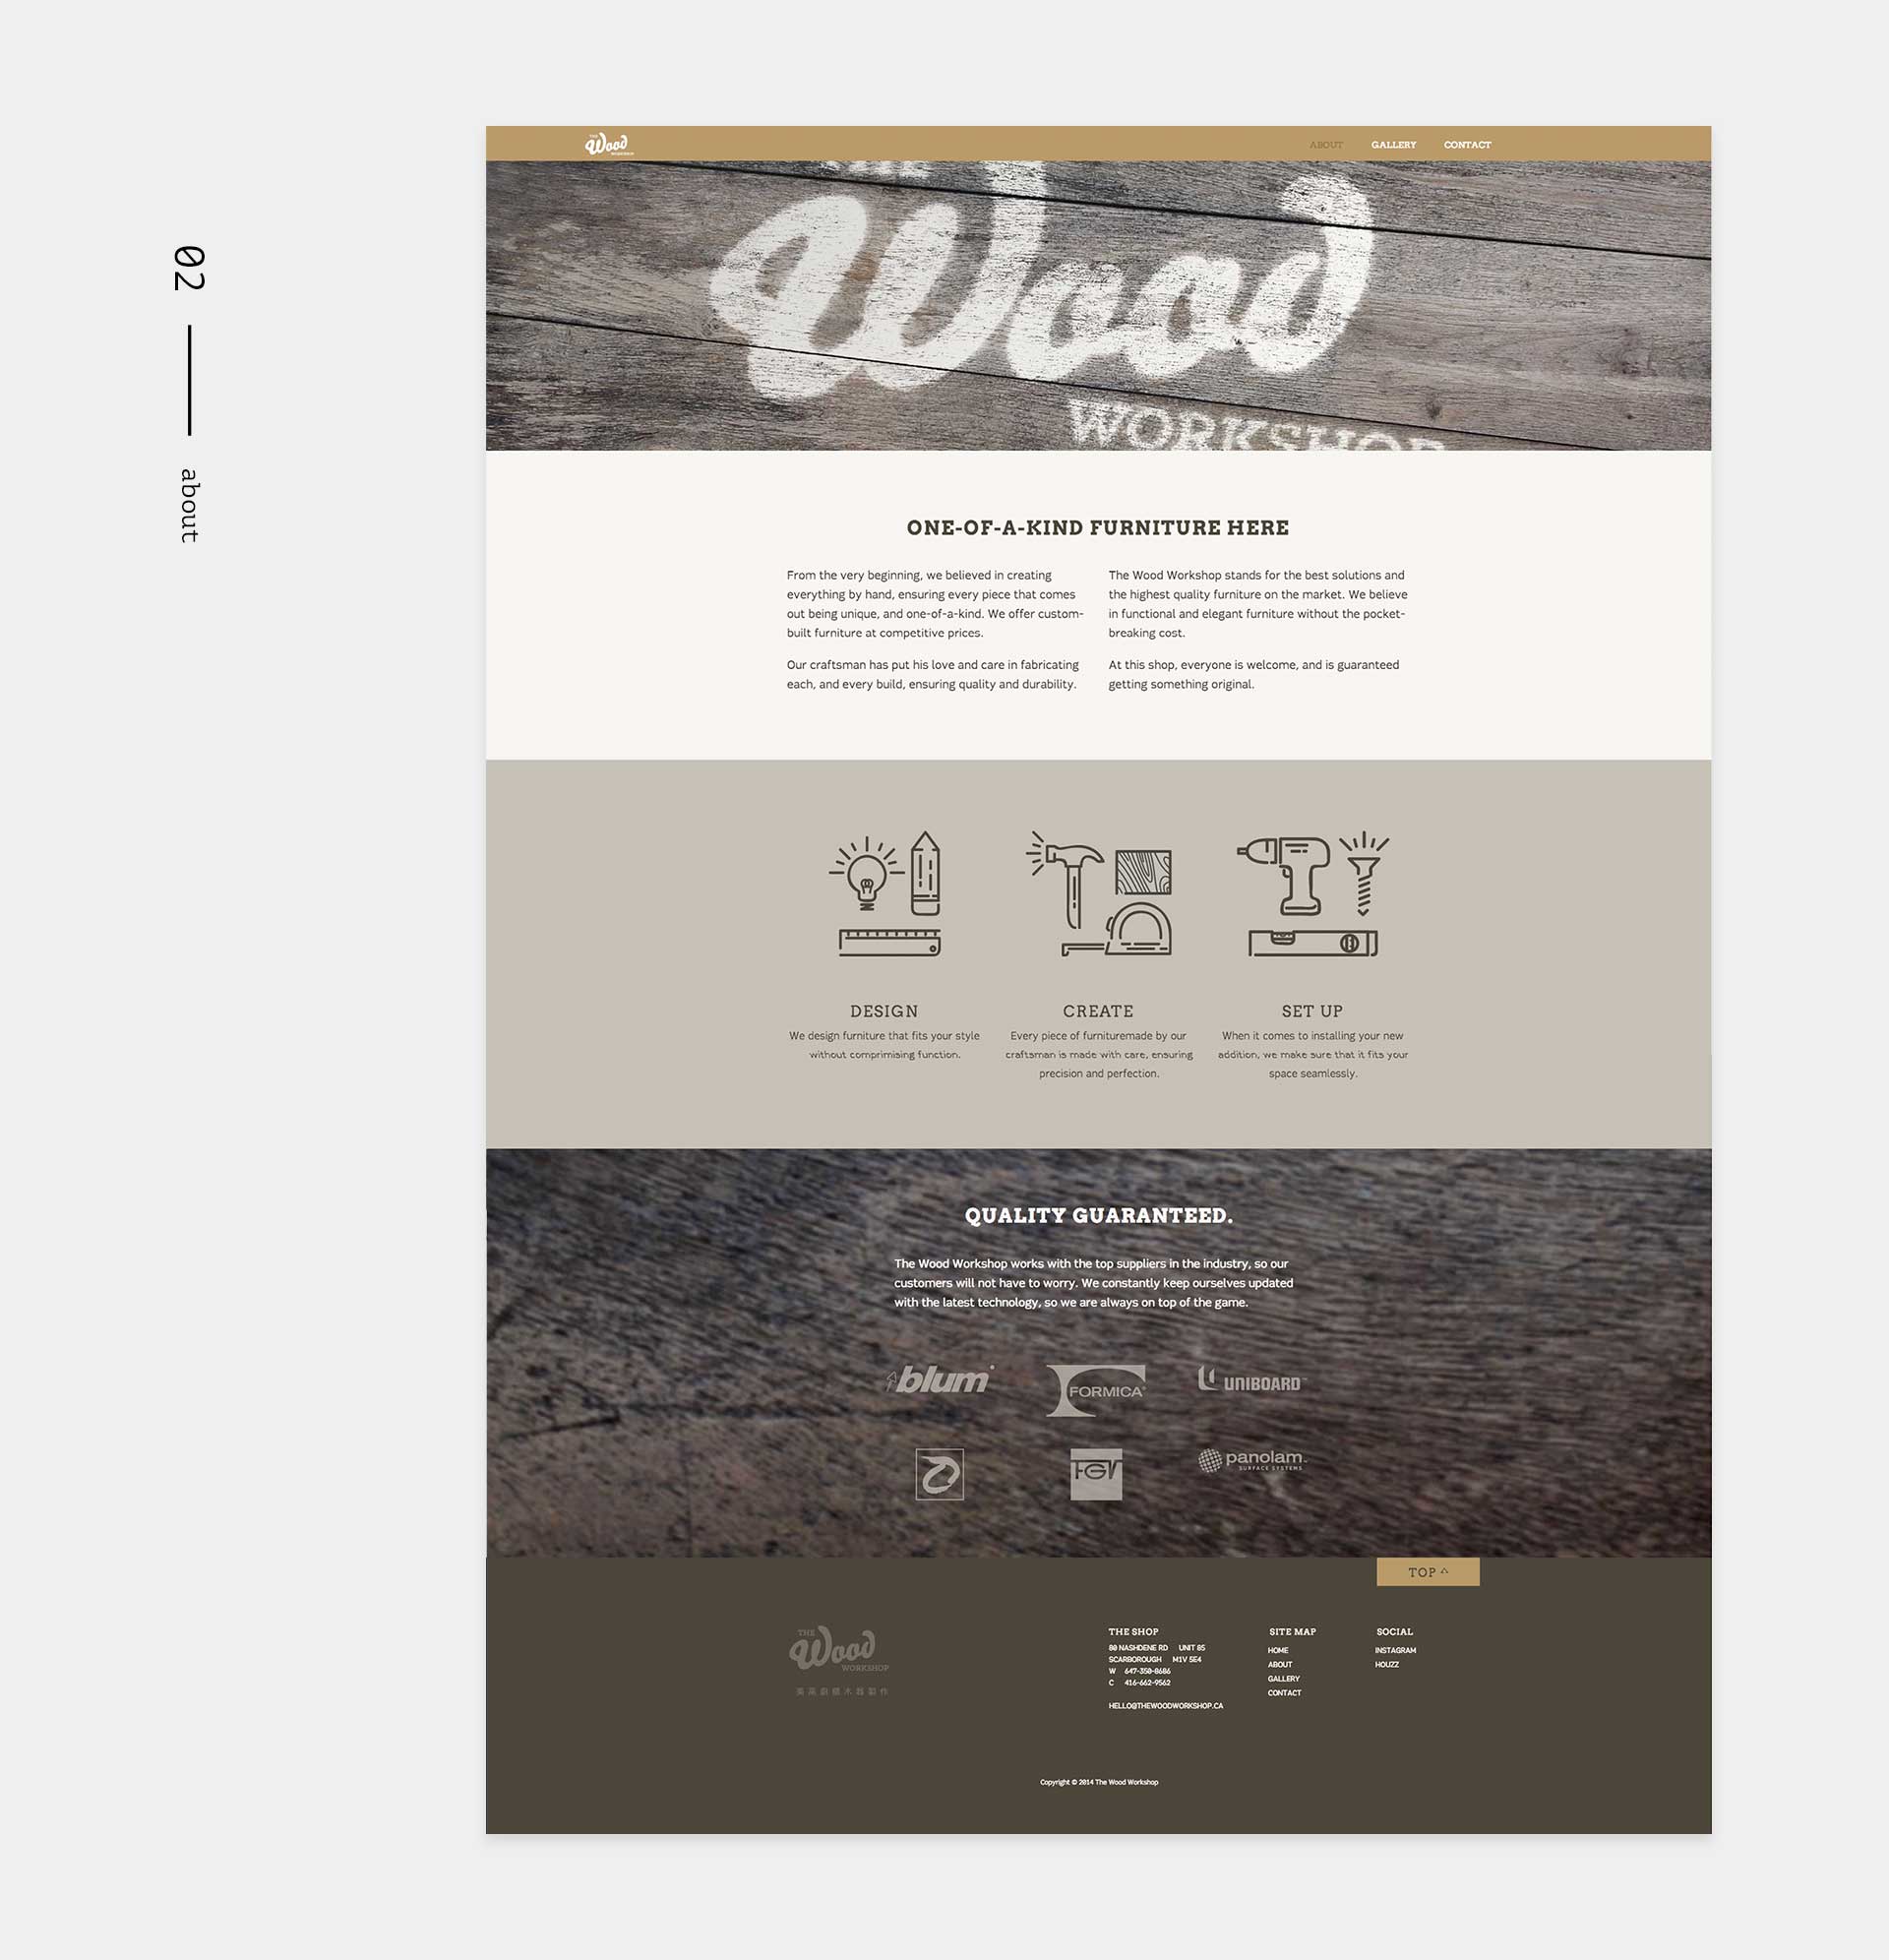 02
about
THE
Wood
WORKSHOP
ABOUT GALLERY CONTACT
Wood
WORKSHOP
ONE-OF-A-KIND FURNITURE HERE
From the very beginning, we believed in creating
everything by hand, ensuring every piece that comes
out being unique, and one-of-a-kind. We offer custom-
built furniture at competitive prices.
Our craftsman has put his love and care in fabricating
each, and every build, ensuring quality and durability.
The Wood Workshop stands for the best solutions and
the highest quality furniture on the market. We believe
in functional and elegant furniture without the pocket-
breaking cost.
At this shop, everyone is welcome, and is guaranteed
getting something original.
DESIGN
We design furniture that fits your style
without comprimising function.
CREATE
Every piece of furnituremade by our
craftsman is made with care, ensuring
precision and perfection.
SET UP
When it comes to installing your new
addition, we make sure that it fits your
space seamlessly.
QUALITY GUARANTEED.
The Wood Workshop works with the top suppliers in the industry, so our
customers will not have to worry. We constantly keep ourselves updated
with the latest technology, so we are always on top of the game.
blum
FORMICA
UNIBOARD
FGV
panolam
SURFACE SYSTEMS
TOP
THE
Wood
WORKSHOP
THE SHOP
80 NASHDENE RD UNIT 85
SCARBOROUGH M1V 5E4
W 647-350-8686
C 416-662-9562
HELLO@THEWOODWORKSHOP.CA
SITE MAP
HOME
ABOUT
GALLERY
CONTACT
SOCIAL
INSTAGRAM
HOUZZ
Copyright © 2014 The Wood Workshop